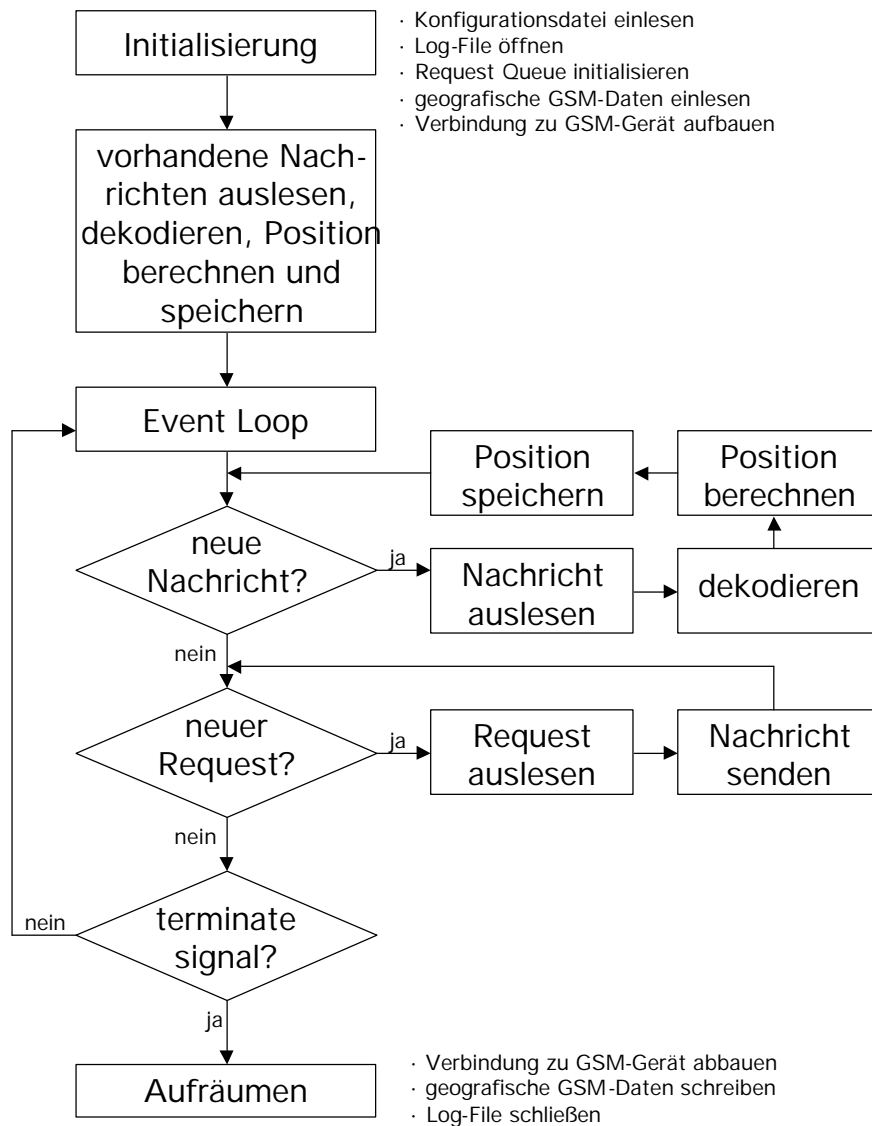 Initialisierung
· Konfigurationsdatei einlesen
· Log-File öffnen
· Request Queue initialisieren
· geografische GSM-Daten einlesen
· Verbindung zu GSM-Gerät aufbauen
vorhandene Nach-
richten auslesen,
dekodieren, Position
berechnen und
speichern
Event Loop
Position
speichern
Position
berechnen
neue
Nachricht?
ja
Nachricht
auslesen
dekodieren
nein
neuer
Request?
ja
Request
auslesen
Nachricht
senden
nein
terminate
signal?
nein
ja
Aufräumen
· Verbindung zu GSM-Gerät abbauen
· geografische GSM-Daten schreiben
· Log-File schließen